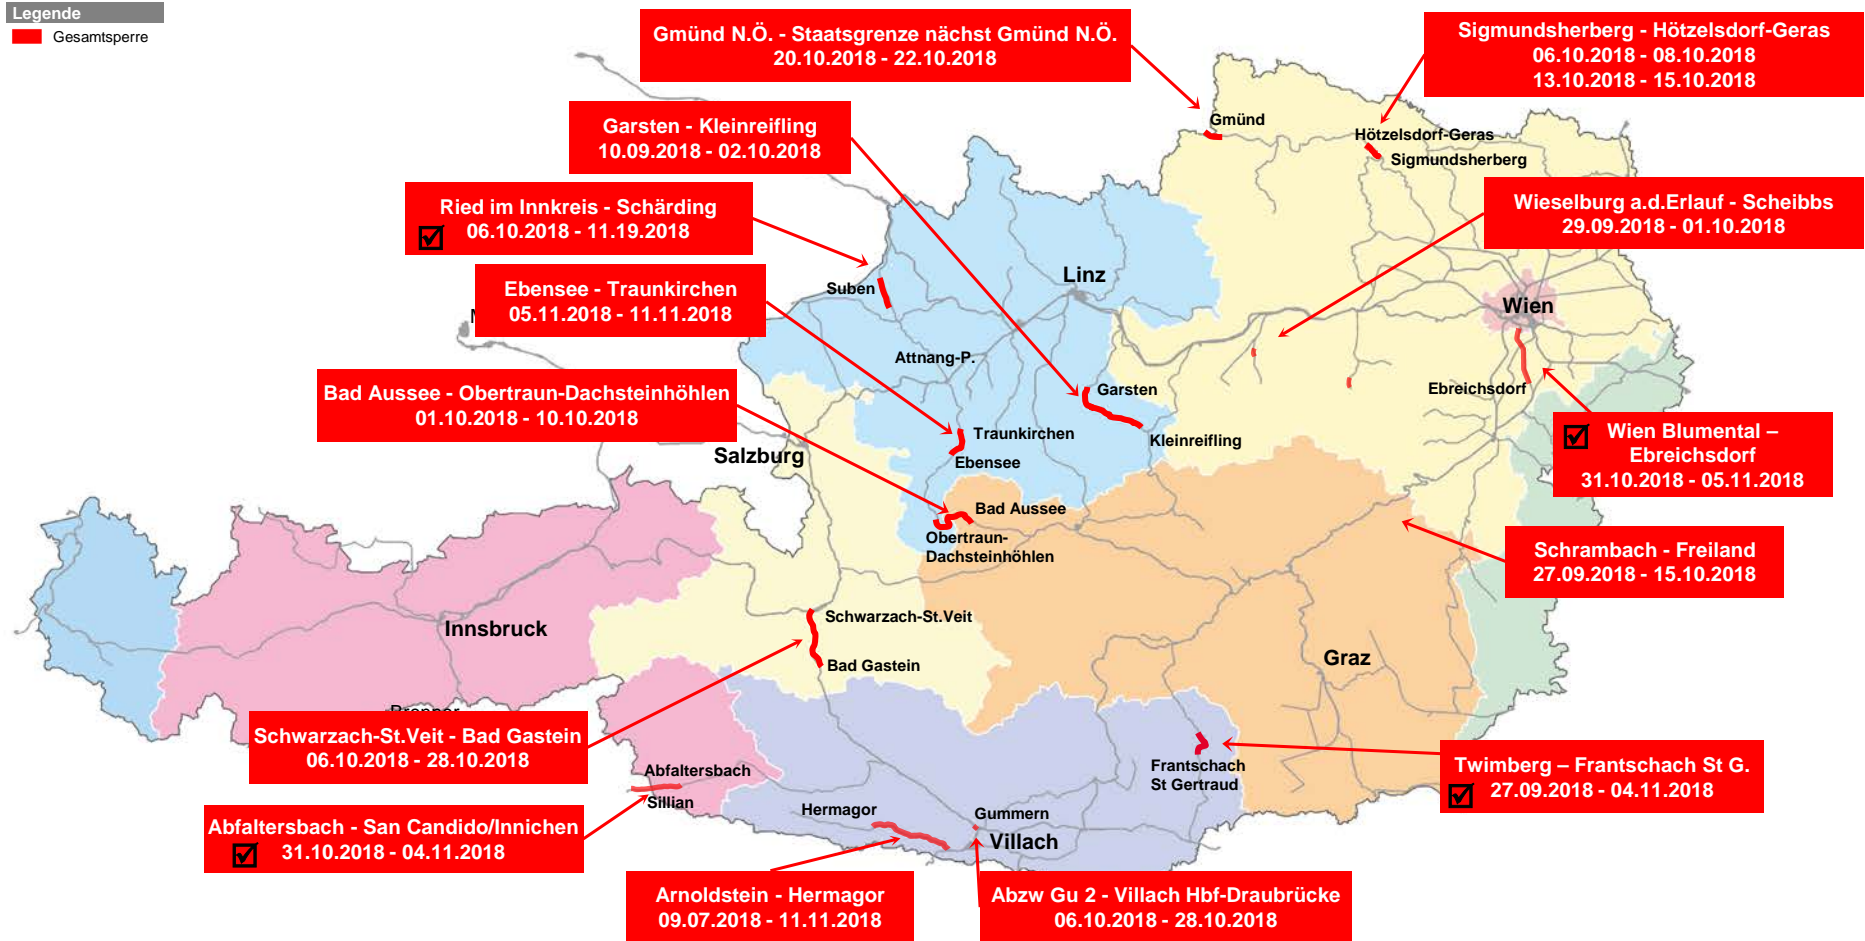 Legende
Gesamtsperre
Gmünd N.Ö. - Staatsgrenze nächst Gmünd N.Ö.
20.10.2018 - 22.10.2018
Sigmundsherberg - Hötzelsdorf-Geras
06.10.2018 - 08.10.2018
13.10.2018 - 15.10.2018
Garsten - Kleinreifling
10.09.2018 - 02.10.2018
Gmünd
Hötzelsdorf-Geras
Sigmundsherberg
Ried im Innkreis - Schärding
06.10.2018 - 11.19.2018
Wieselburg a.d.Erlauf - Scheibbs
29.09.2018 - 01.10.2018
Ebensee - Traunkirchen
05.11.2018 - 11.11.2018
Suben
Linz
Wien
Attnang-P.
Bad Aussee - Obertraun-Dachsteinhöhlen
01.10.2018 - 10.10.2018
Garsten
Ebreichsdorf
Kleinreifling
Wien Blumental –
Ebreichsdorf
31.10.2018 - 05.11.2018
Traunkirchen
Ebensee
Salzburg
Bad Aussee
Obertraun-
Dachsteinhöhlen
Schrambach - Freiland
27.09.2018 - 15.10.2018
Innsbruck
Schwarzach-St.Veit
Bad Gastein
Graz
Schwarzach-St.Veit - Bad Gastein
06.10.2018 - 28.10.2018
Abfaltersbach
Sillian
Frantschach
St Gertraud
Twimberg – Frantschach St G.
27.09.2018 - 04.11.2018
Abfaltersbach - San Candido/Innichen
31.10.2018 - 04.11.2018
Hermagor
Gummern
Villach
Arnoldstein - Hermagor
09.07.2018 - 11.11.2018
Abzw Gu 2 - Villach Hbf-Draubrücke
06.10.2018 - 28.10.2018